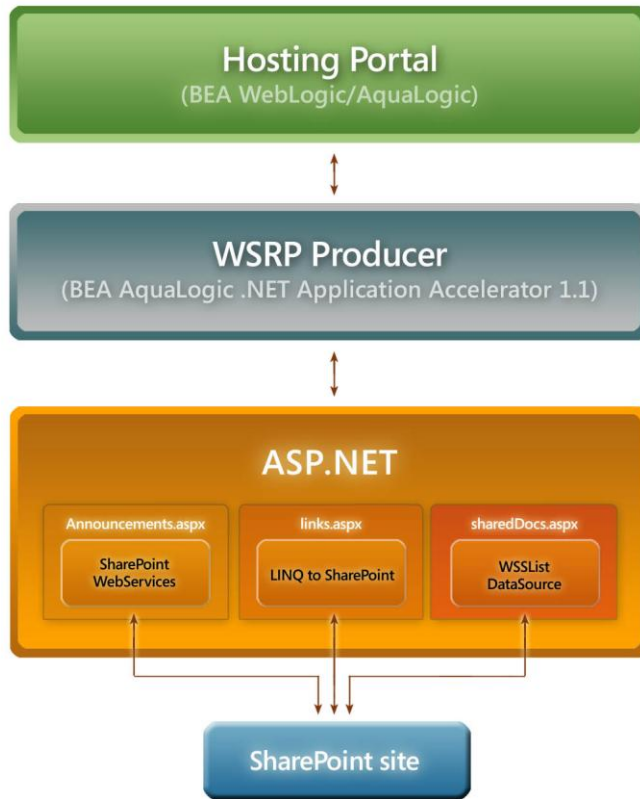 Hosting Portal
(BEA WebLogic/AquaLogic)
WSRP Producer
(BEA AquaLogic .NET Application Accelerator 1.1)
ASP.NET
Announcements.aspx
SharePoint
WebServices
links.aspx
LINQ to SharePoint
sharedDocs.aspx
WSSList
DataSource
SharePoint site